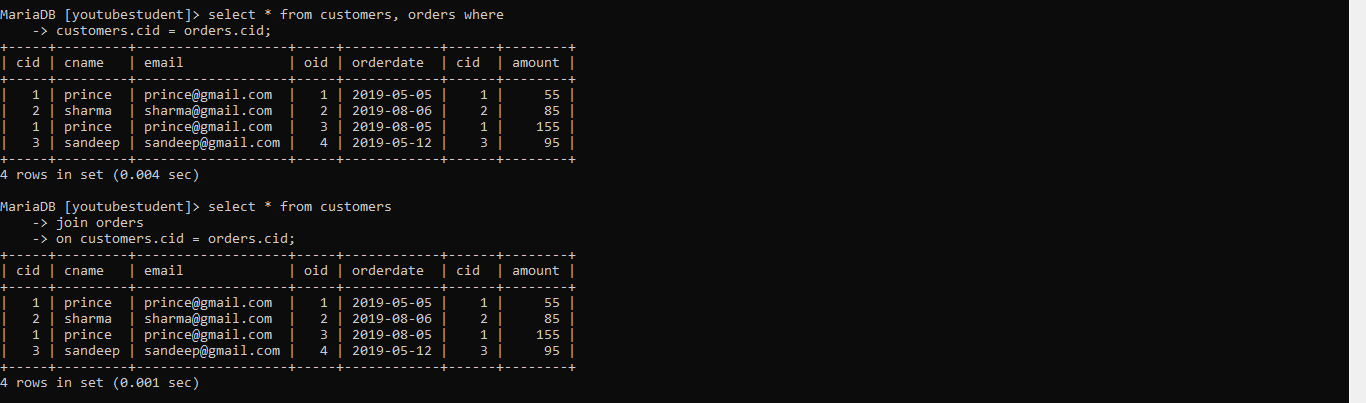 MariaDB [youtubestudent]> select * from customers, orders where
    -> customers.cid = orders.cid;
+-----+---------+-------------------+-----+------------+------+--------+
| cid | cname   | email             | oid | orderdate  | cid  | amount |
+-----+---------+-------------------+-----+------------+------+--------+
|   1 | prince  | prince@gmail.com  |   1 | 2019-05-05 |    1 |     55 |
|   2 | sharma  | sharma@gmail.com  |   2 | 2019-08-06 |    2 |     85 |
|   1 | prince  | prince@gmail.com  |   3 | 2019-08-05 |    1 |    155 |
|   3 | sandeep | sandeep@gmail.com |   4 | 2019-05-12 |    3 |     95 |
+-----+---------+-------------------+-----+------------+------+--------+
4 rows in set (0.004 sec)

MariaDB [youtubestudent]> select * from customers
    -> join orders
    -> on customers.cid = orders.cid;
+-----+---------+-------------------+-----+------------+------+--------+
| cid | cname   | email             | oid | orderdate  | cid  | amount |
+-----+---------+-------------------+-----+------------+------+--------+
|   1 | prince  | prince@gmail.com  |   1 | 2019-05-05 |    1 |     55 |
|   2 | sharma  | sharma@gmail.com  |   2 | 2019-08-06 |    2 |     85 |
|   1 | prince  | prince@gmail.com  |   3 | 2019-08-05 |    1 |    155 |
|   3 | sandeep | sandeep@gmail.com |   4 | 2019-05-12 |    3 |     95 |
+-----+---------+-------------------+-----+------------+------+--------+
4 rows in set (0.001 sec)